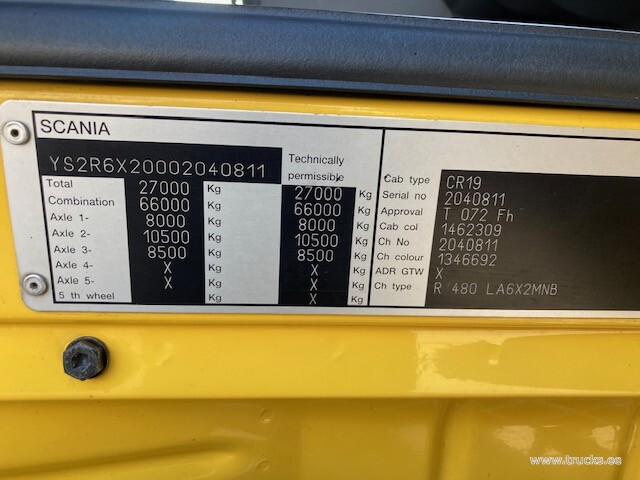 SCANIA
YS2R6X20002040811
Technically permissible
Total 27000 Kg 27000 Kg
Combination 66000 Kg 66000 Kg
Axle 1- 8000 Kg 8000 Kg
Axle 2- 10500 Kg 10500 Kg
Axle 3- 8500 Kg 8500 Kg
Axle 4- X Kg X Kg
Axle 5- X Kg X Kg
5 th wheel X Kg X Kg
Cab type CR19
Serial no 2040811
Approval T 072 Fh
Cab col 1462309
Ch No 2040811
Ch colour 1346692
ADR GTW X
Ch type R 480 LA6X2MNB
www.trucks.ee